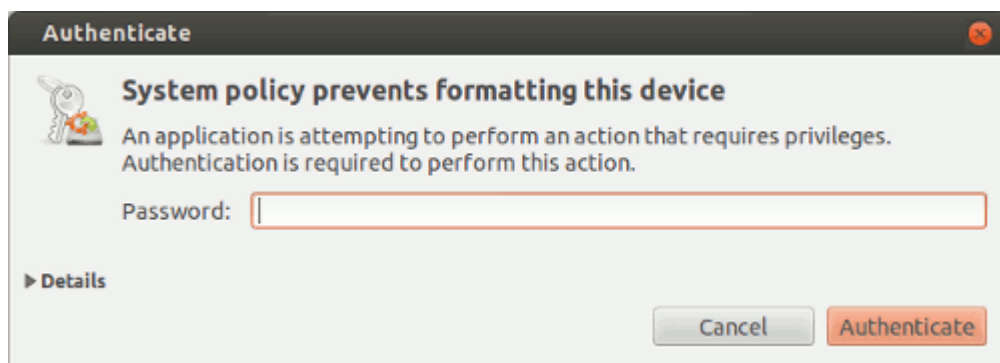 Authenticate
System policy prevents formatting this device
An application is attempting to perform an action that requires privileges.
Authentication is required to perform this action.
Password:
Details
Cancel Authenticate